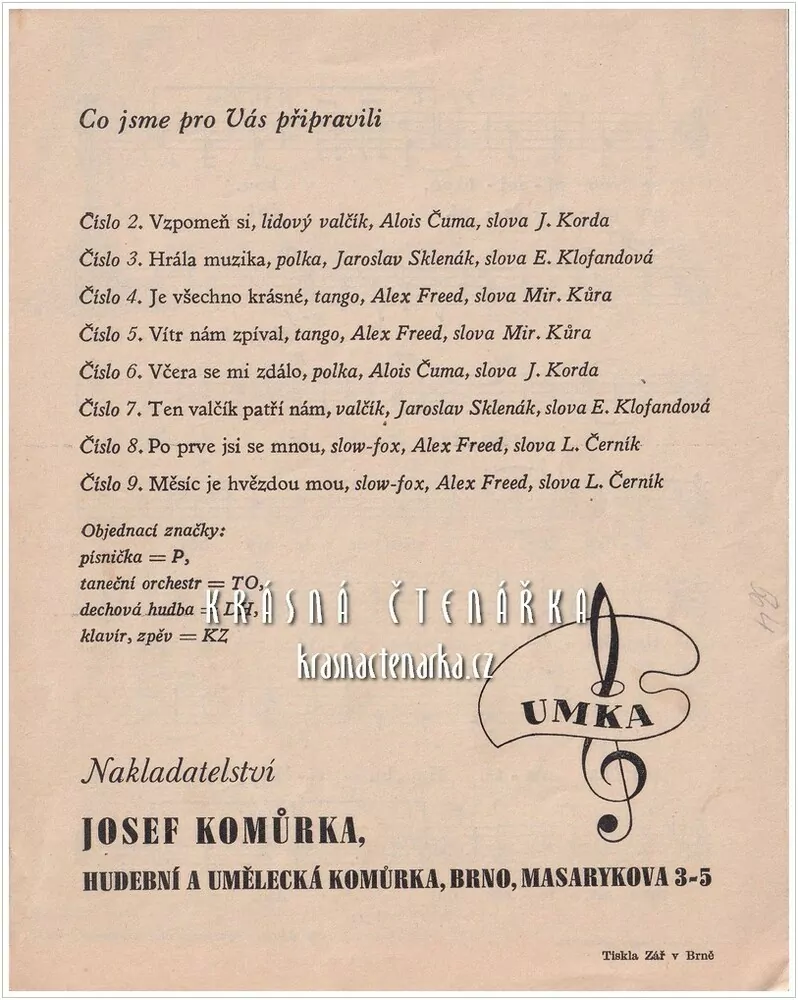 Co jsme pro Vás připravili
Číslo 2. Vzpomeň si, lidový valčík, Alois Čuma, slova J. Korda
Číslo 3. Hrála muzika, polka, Jaroslav Sklenák, slova E. Klofandová
Číslo 4. Je všechno krásné, tango, Alex Freed, slova Mir. Kůra
Číslo 5. Vítr nám zpíval, tango, Alex Freed, slova Mir. Kůra
Číslo 6. Včera se mi zdálo, polka, Alois Čuma, slova J. Korda
Číslo 7. Ten valčík patří nám, valčík, Jaroslav Sklenák, slova E. Klofandová
Číslo 8. Po prve jsi se mnou, slow-fox, Alex Freed, slova L. Černík
Číslo 9. Měsíc je hvězdou mou, slow-fox, Alex Freed, slova L. Černík
Objednací značky:
písnička = P,
taneční orchestr = TO,
dechová hudba = DH,
klavír, zpěv = KZ
KRÁSNÁ ČTENÁŘKA
krasnactenarka.cz
UMKA
Nakladatelství
JOSEF KOMŮRKA,
HUDEBNÍ A UMĚLECKÁ KOMŮRKA, BRNO, MASARYKOVA 3-5
Tiskla Zář v Brně